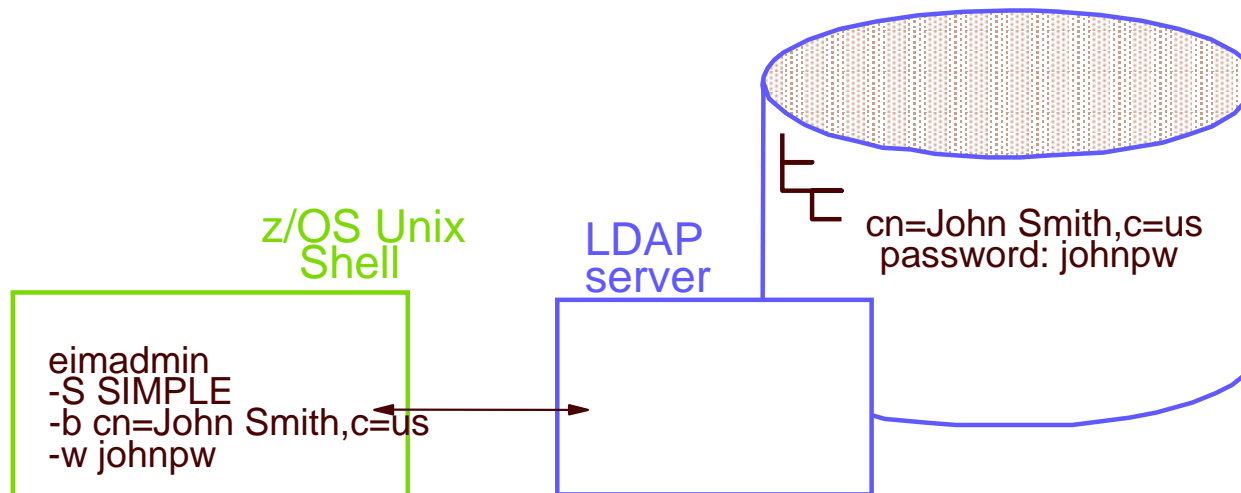 z/OS Unix
Shell
eimadmin
-S SIMPLE
-b cn=John Smith,c=us
-w johnpw
LDAP
server
cn=John Smith,c=us
password: johnpw